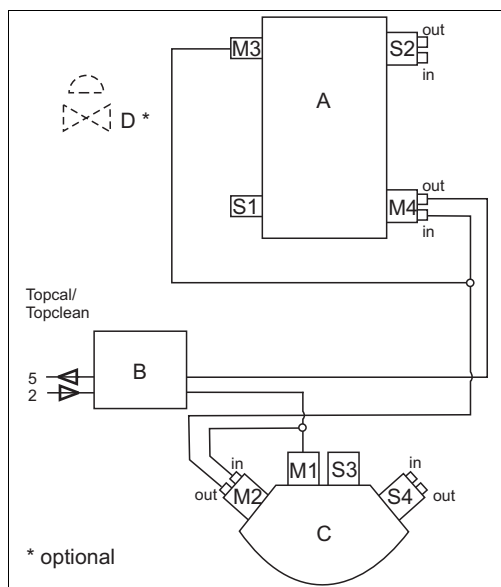 M3
S2
out
in
A
D *
S1
M4
out
in
Topcal/
Topclean
5
2
B
in
out
M2
M1
S3
S4
in
out
C
* optional